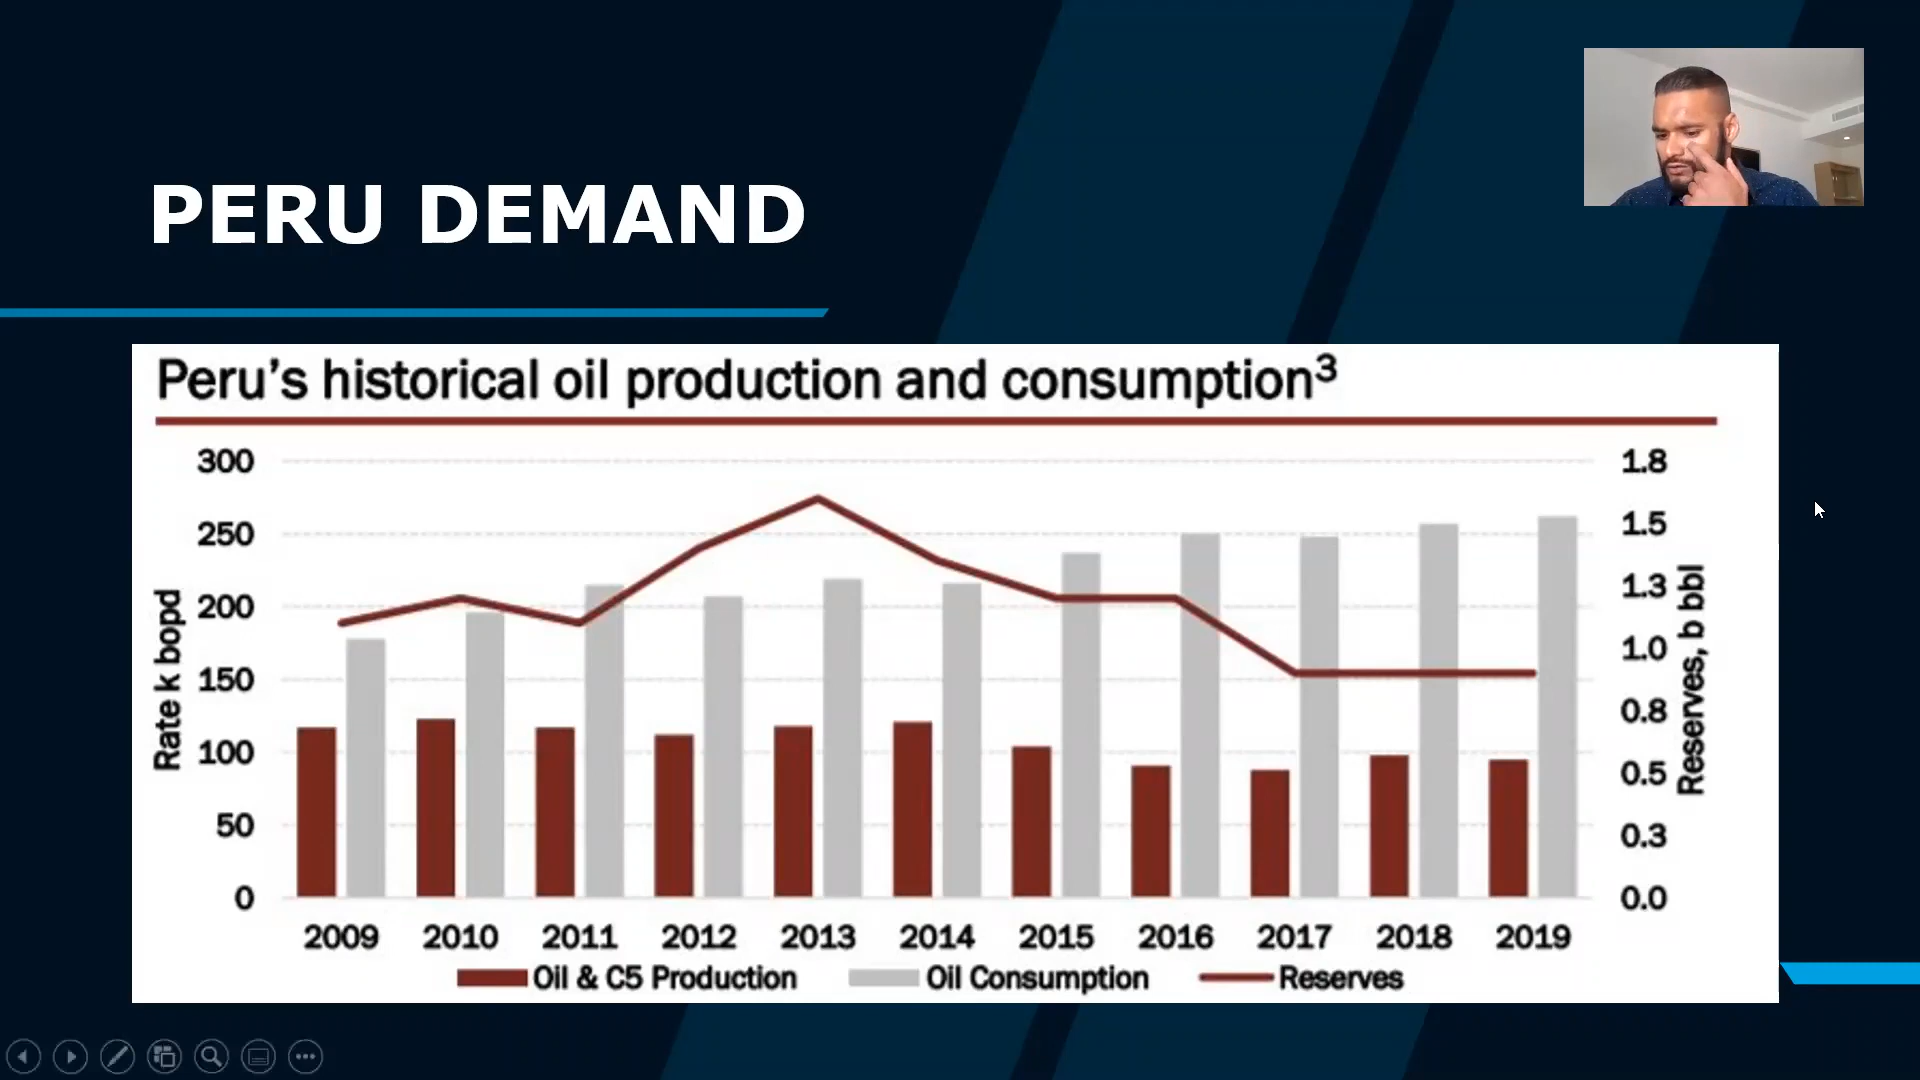 PERU DEMAND
Peru's historical oil production and consumption³
300
250
200
150
100
50
0
Rate k bopd
1.8
1.5
1.3
1.0
0.8
0.5
0.3
0.0
Reserves, b bbl
2009 2010 2011 2012 2013 2014 2015 2016 2017 2018 2019
Oil & C5 Production Oil Consumption Reserves